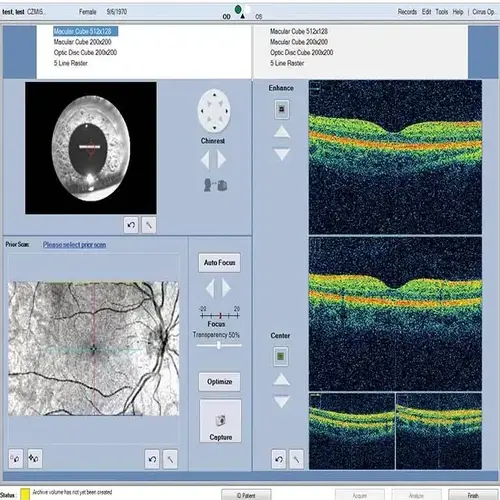 test, test CZMIS.. Female 9/6/1970
OD OS
Records Edit Tools Help Cirrus Op..
Macular Cube 512x128
Macular Cube 200x200
Optic Disc Cube 200x200
5 Line Raster
Macular Cube 512x128
Macular Cube 200x200
Optic Disc Cube 200x200
5 Line Raster
Chinrest
Enhance
Prior Scan: Please select prior scan
Auto Focus
-20 20
Focus
Transparency 50%
Optimize
Capture
Center
Status: Archive volume has not yet been created
ID Patient
Acquire
Analyze
Finish